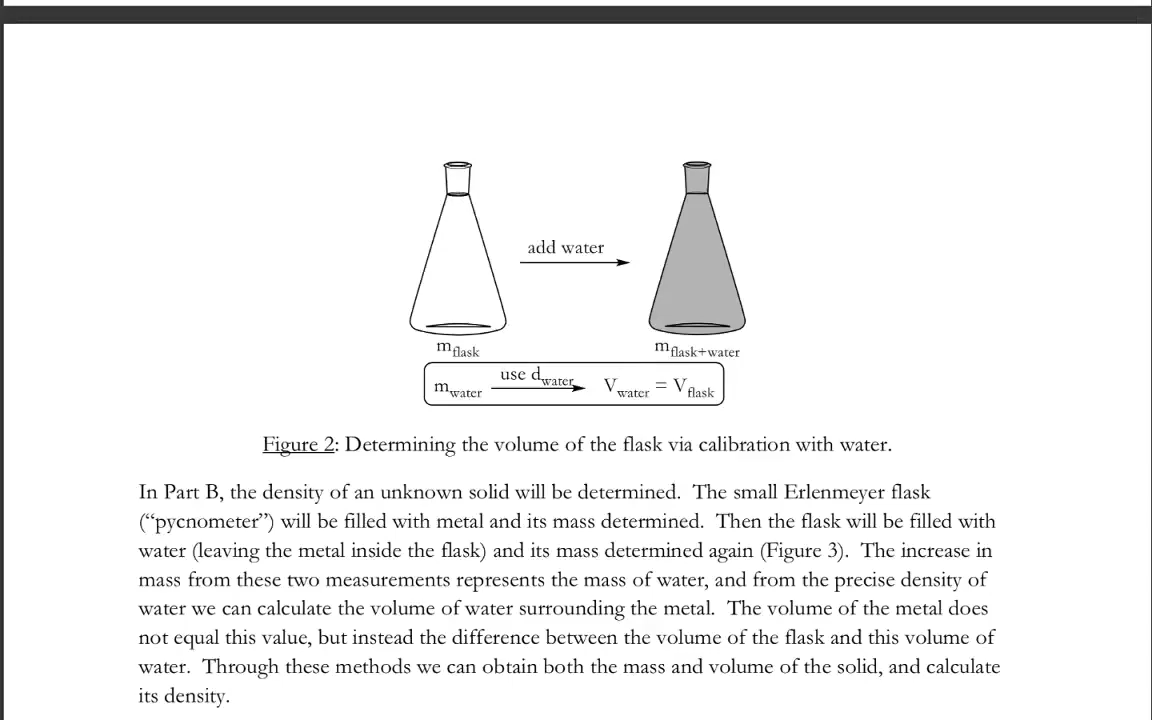 add water
mflask
mflask+water
mwater use dwater Vwater = Vflask
Figure 2: Determining the volume of the flask via calibration with water.
In Part B, the density of an unknown solid will be determined. The small Erlenmeyer flask
(“pycnometer”) will be filled with metal and its mass determined. Then the flask will be filled with
water (leaving the metal inside the flask) and its mass determined again (Figure 3). The increase in
mass from these two measurements represents the mass of water, and from the precise density of
water we can calculate the volume of water surrounding the metal. The volume of the metal does
not equal this value, but instead the difference between the volume of the flask and this volume of
water. Through these methods we can obtain both the mass and volume of the solid, and calculate
its density.